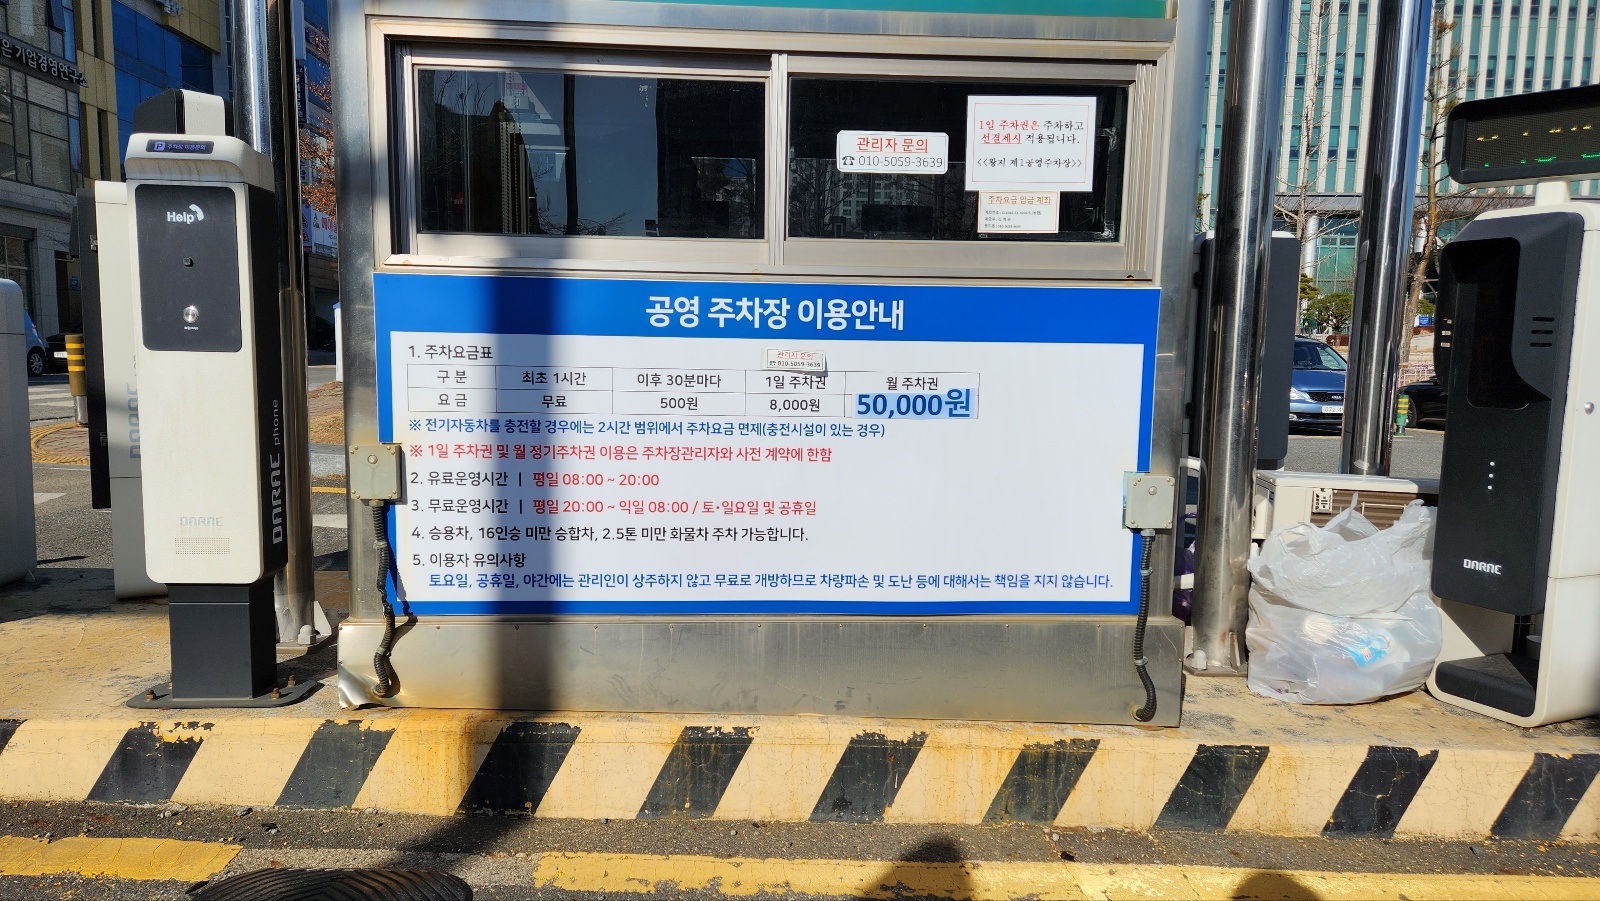 은기업경영연구소
주차장 이용문의
Help
DARAE phone
DARAE
관리자 문의
☎ 010-5059-3639
1일 주차권은 주차하고
선결제시 적용됩니다.
<<황지 제1공영주차장>>
주차요금 입금 계좌
공영 주차장 이용안내
1. 주차요금표
관리자 문의
☎ 010-5059-3639
구 분 최초 1시간 이후 30분마다 1일 주차권 월 주차권
요 금 무료 500원 8,000원 50,000원
※ 전기자동차를 충전할 경우에는 2시간 범위에서 주차요금 면제(충전시설이 있는 경우)
※ 1일 주차권 및 월 정기주차권 이용은 주차장관리자와 사전 계약에 한함
2. 유료운영시간 | 평일 08:00 ~ 20:00
3. 무료운영시간 | 평일 20:00 ~ 익일 08:00 / 토·일요일 및 공휴일
4. 승용차, 16인승 미만 승합차, 2.5톤 미만 화물차 주차 가능합니다.
5. 이용자 유의사항
토요일, 공휴일, 야간에는 관리인이 상주하지 않고 무료로 개방하므로 차량파손 및 도난 등에 대해서는 책임을 지지 않습니다.
DARAE